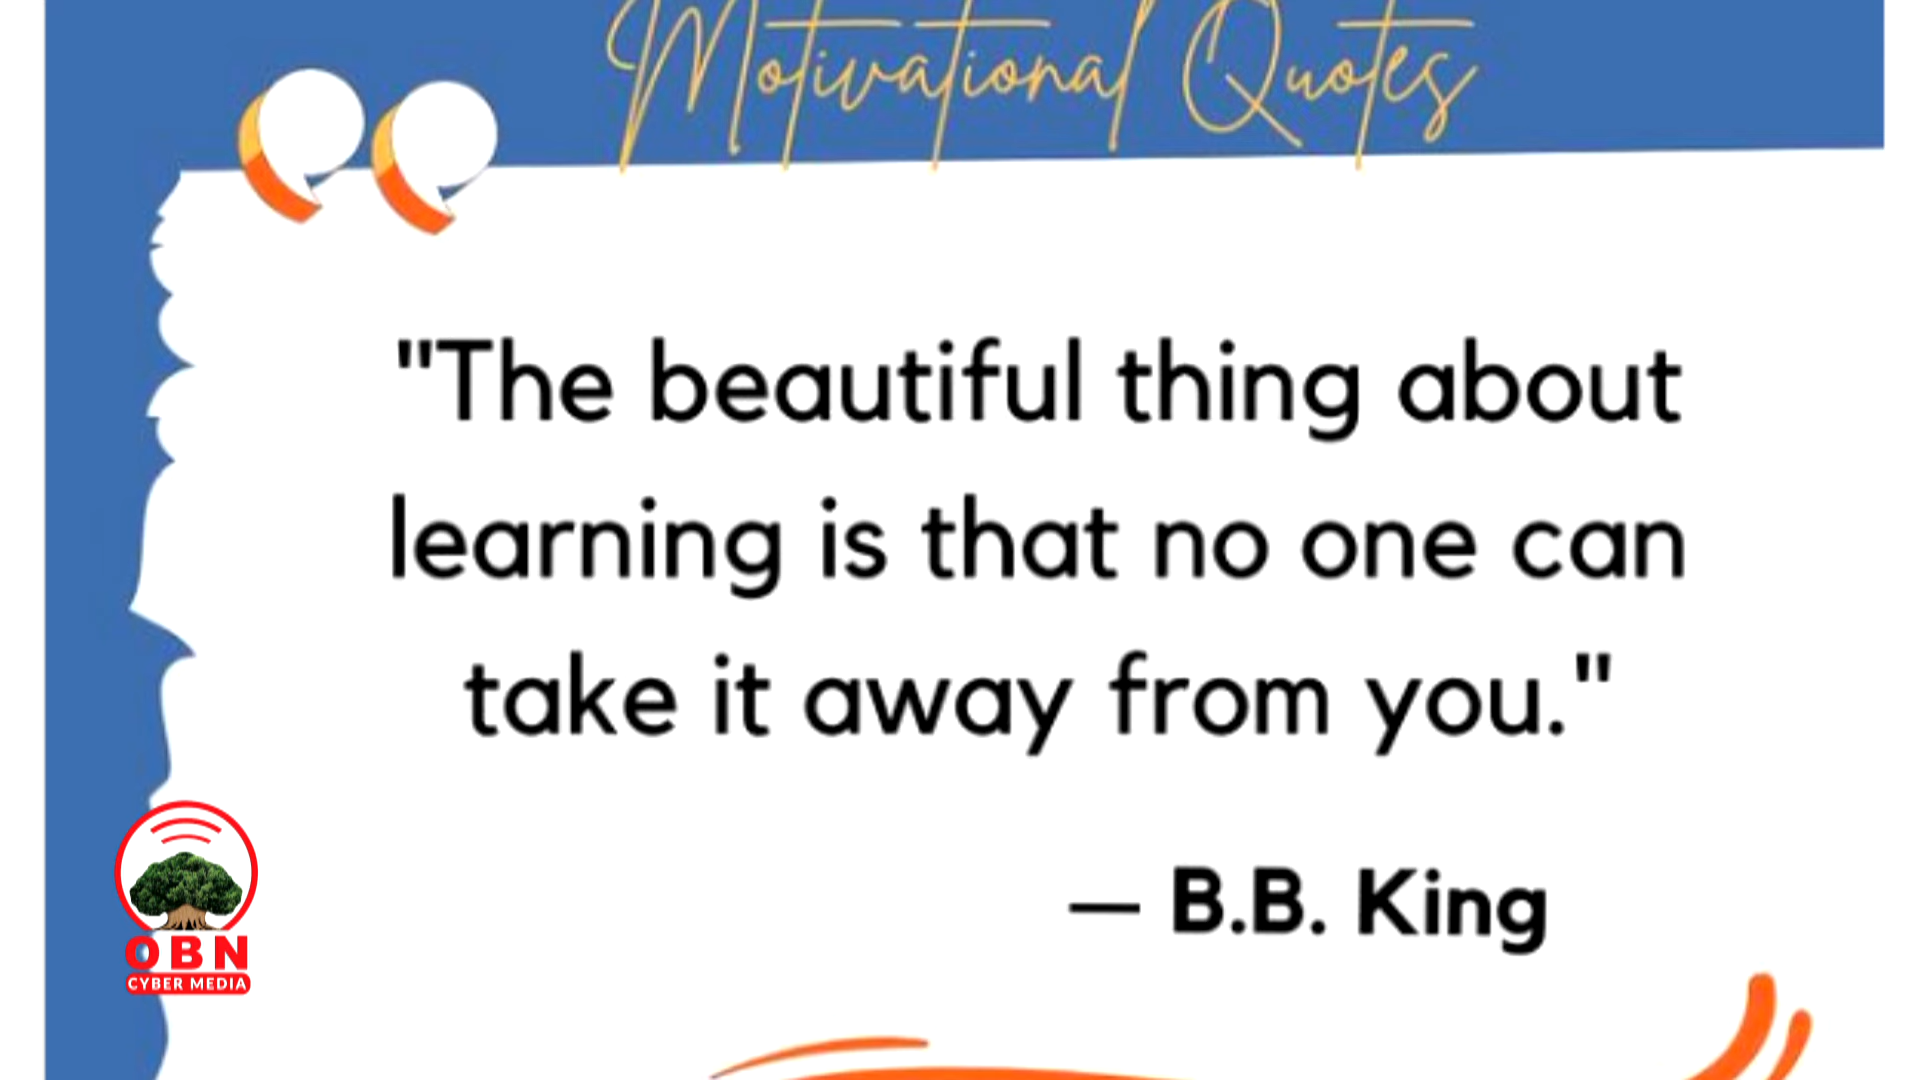 Motivational Quotes
"The beautiful thing about
learning is that no one can
take it away from you."
— B.B. King
OBN
CYBER MEDIA